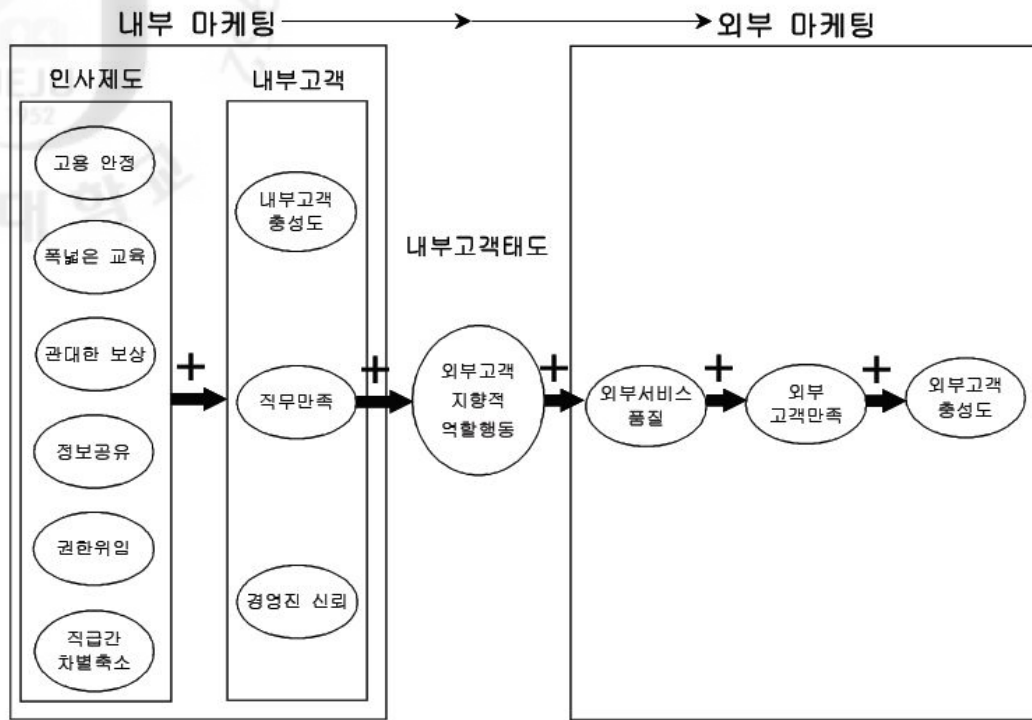 내부 마케팅
외부 마케팅
인사제도
고용 안정
폭넓은 교육
관대한 보상
정보공유
권한위임
직급간
차별축소
+
내부고객
내부고객
충성도
직무만족
경영진 신뢰
+
내부고객태도
외부고객
지향적
역할행동
+
외부서비스
품질
+
외부
고객만족
+
외부고객
충성도
1952